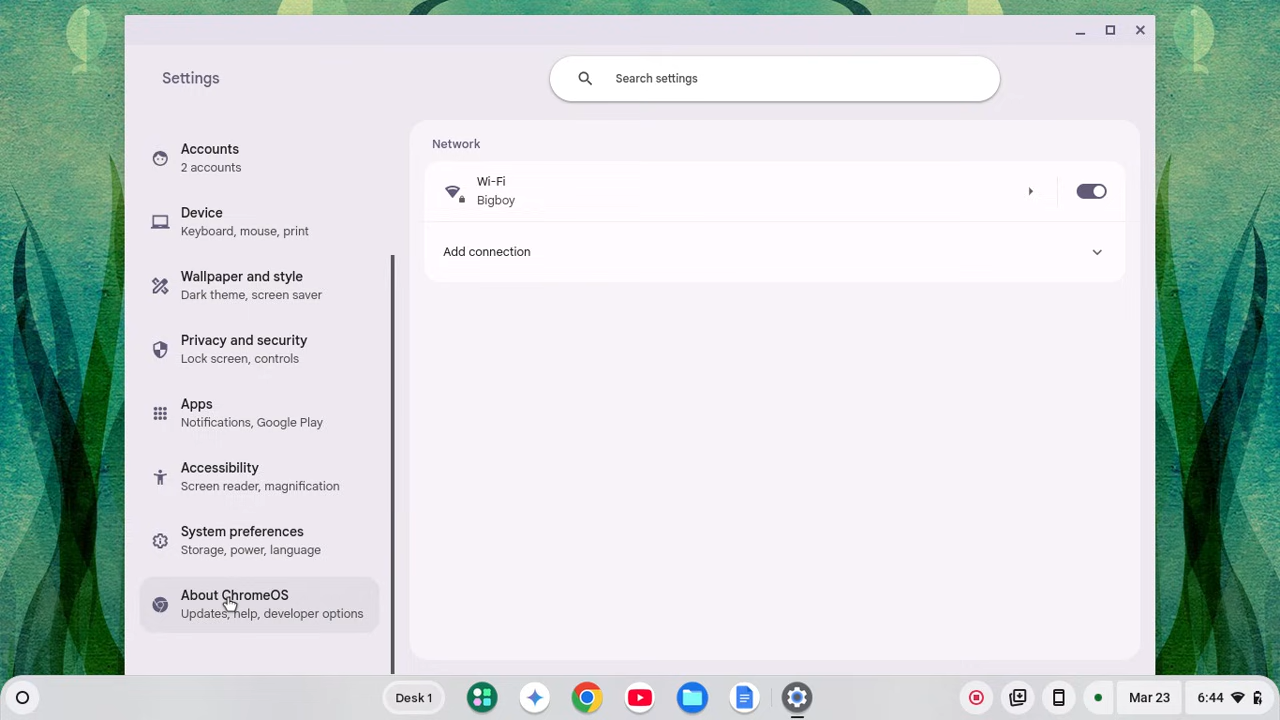 Settings
Search settings
Accounts
2 accounts
Device
Keyboard, mouse, print
Wallpaper and style
Dark theme, screen saver
Privacy and security
Lock screen, controls
Apps
Notifications, Google Play
Accessibility
Screen reader, magnification
System preferences
Storage, power, language
About ChromeOS
Updates, help, developer options
Network
Wi-Fi
Bigboy
Add connection
Desk 1
Mar 23
6:44